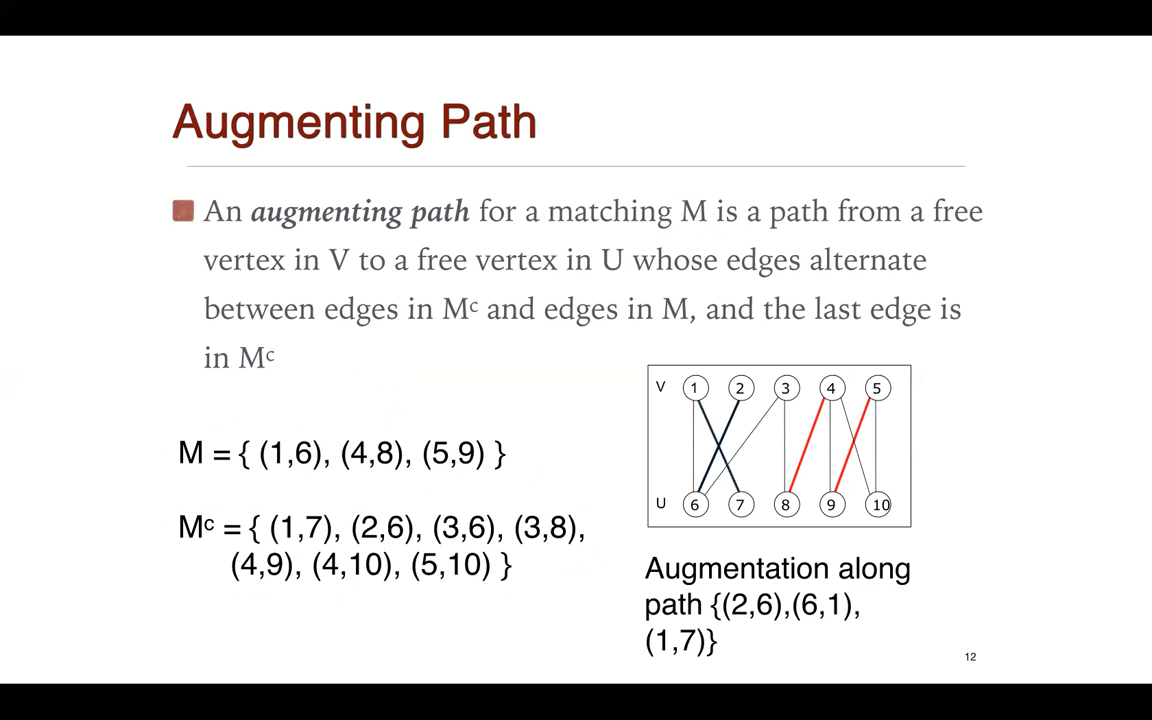 Augmenting Path
An augmenting path for a matching M is a path from a free
vertex in V to a free vertex in U whose edges alternate
between edges in Mᶜ and edges in M, and the last edge is
in Mᶜ
M = { (1,6), (4,8), (5,9) }
Mᶜ = { (1,7), (2,6), (3,6), (3,8),
(4,9), (4,10), (5,10) }
V 1 2 3 4 5
U 6 7 8 9 10
Augmentation along
path {(2,6),(6,1),
(1,7)}
12